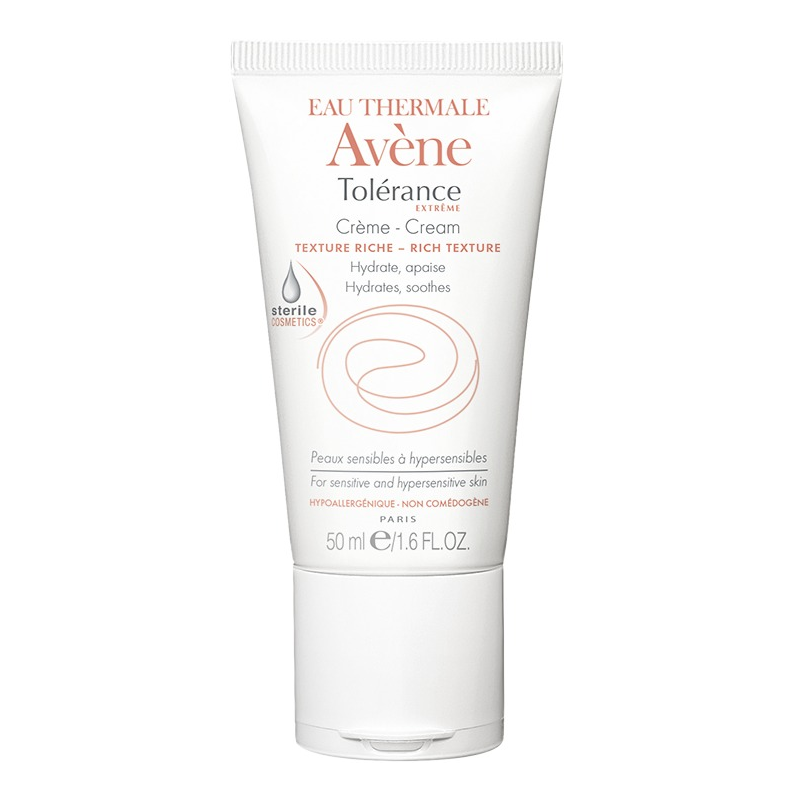 EAU THERMALE
Avène
Tolérance
EXTRÊME
Crème - Cream
TEXTURE RICHE – RICH TEXTURE
Hydrate, apaise
Hydrates, soothes
sterile
COSMETICS®
Peaux sensibles à hypersensibles
For sensitive and hypersensitive skin
HYPOALLERGÉNIQUE - NON COMÉDOGÈNE
PARIS
50 ml e/1.6 FL.OZ.